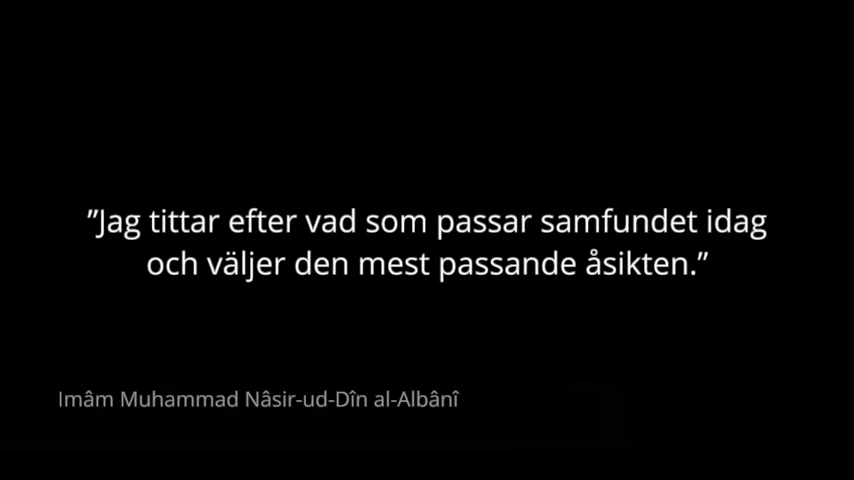 ”Jag tittar efter vad som passar samfundet idag
och väljer den mest passande åsikten.”
Imâm Muhammad Nâsir-ud-Dîn al-Albânî